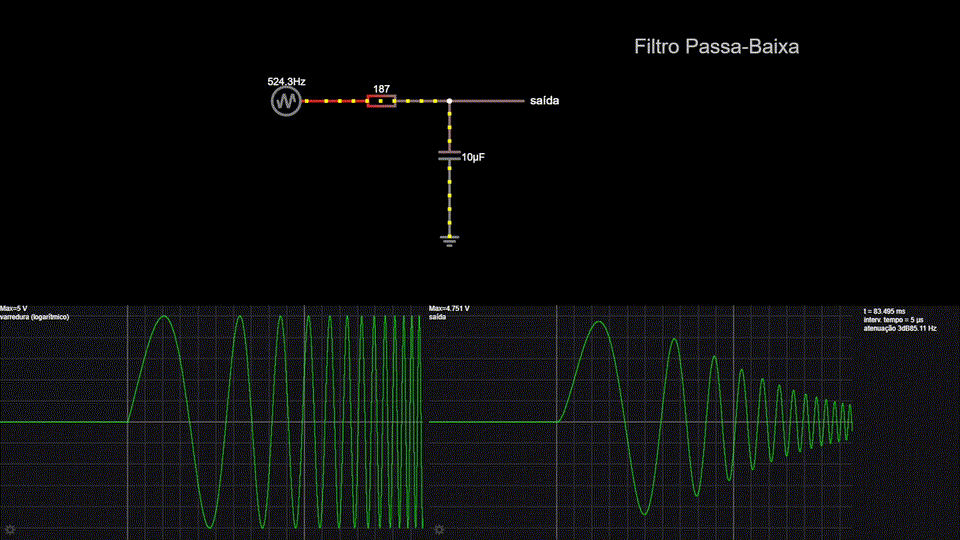 Filtro Passa-Baixa
524.3Hz
187
saída
10µF
Max=5 V
varredura (logarítmico)
Max=4.751 V
saída
t = 83.495 ms
interv. tempo = 5 µs
atenuação 3dB85.11 Hz